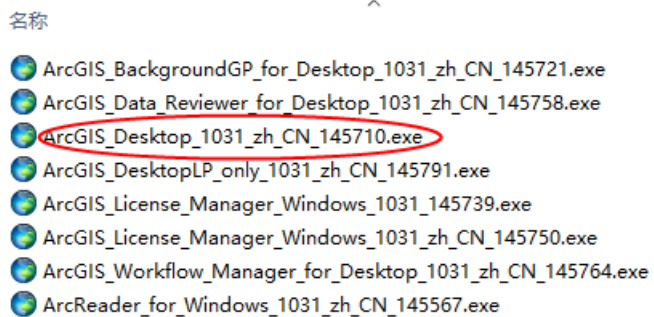 名称
ArcGIS_BackgroundGP_for_Desktop_1031_zh_CN_145721.exe
ArcGIS_Data_Reviewer_for_Desktop_1031_zh_CN_145758.exe
ArcGIS_Desktop_1031_zh_CN_145710.exe
ArcGIS_DesktopLP_only_1031_zh_CN_145791.exe
ArcGIS_License_Manager_Windows_1031_145739.exe
ArcGIS_License_Manager_Windows_1031_zh_CN_145750.exe
ArcGIS_Workflow_Manager_for_Desktop_1031_zh_CN_145764.exe
ArcReader_for_Windows_1031_zh_CN_145567.exe